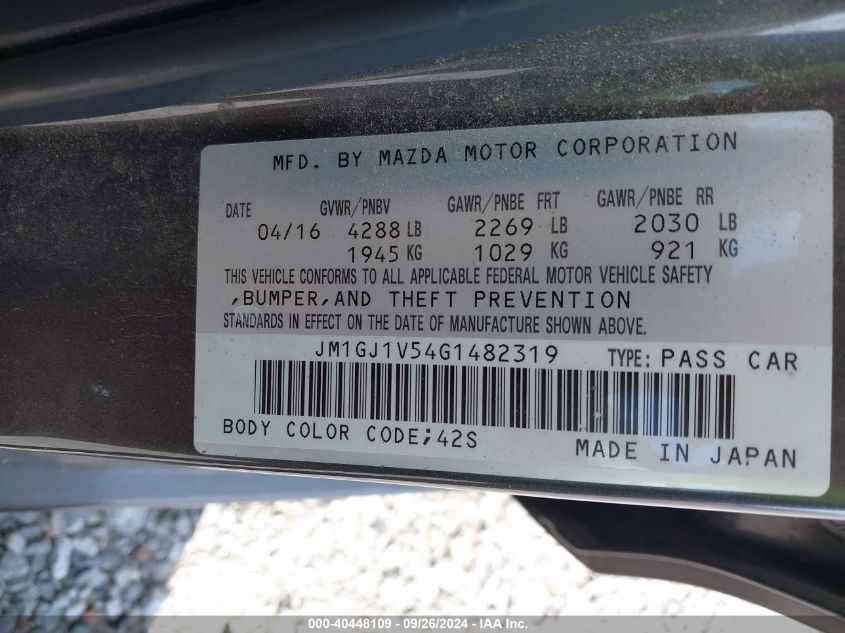 MFD. BY MAZDA MOTOR CORPORATION
DATE GVWR/PNBV GAWR/PNBE FRT GAWR/PNBE RR
04/16 4288 LB 2269 LB 2030 LB
1945 KG 1029 KG 921 KG
THIS VEHICLE CONFORMS TO ALL APPLICABLE FEDERAL MOTOR VEHICLE SAFETY
,BUMPER,AND THEFT PREVENTION
STANDARDS IN EFFECT ON THE DATE OF MANUFACTURE SHOWN ABOVE.
JM1GJ1V54G1482319 TYPE: PASS CAR
BODY COLOR CODE;42S MADE IN JAPAN
000-40448109 - 09/26/2024 - IAA Inc.